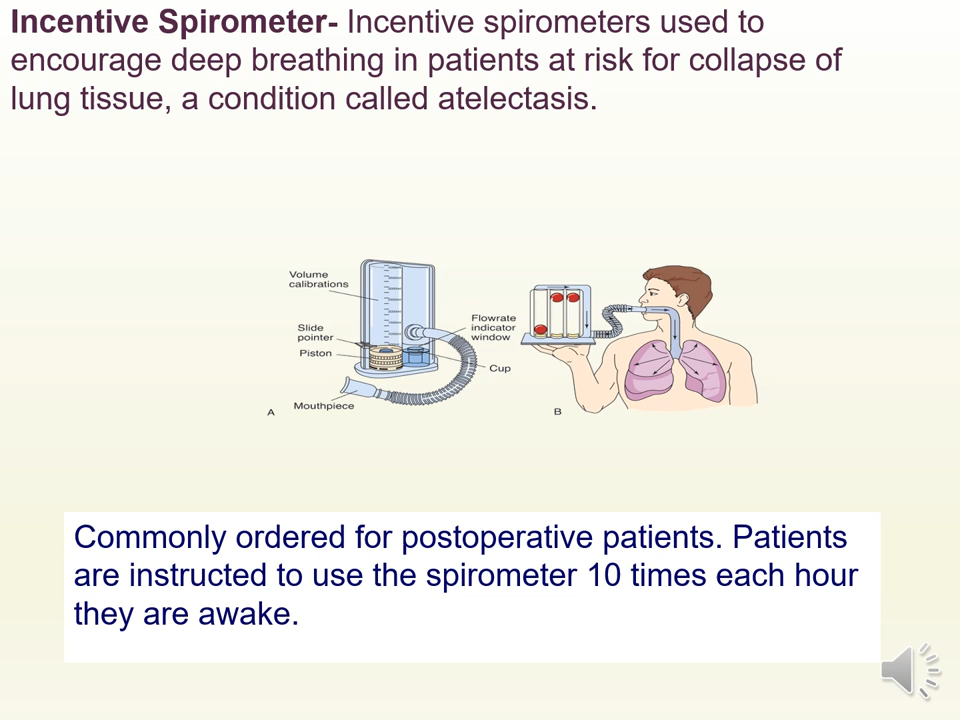 Incentive Spirometer- Incentive spirometers used to
encourage deep breathing in patients at risk for collapse of
lung tissue, a condition called atelectasis.
Volume
calibrations
Slide
pointer
Piston
Mouthpiece
A
Flowrate
indicator
window
Cup
B
Commonly ordered for postoperative patients. Patients
are instructed to use the spirometer 10 times each hour
they are awake.